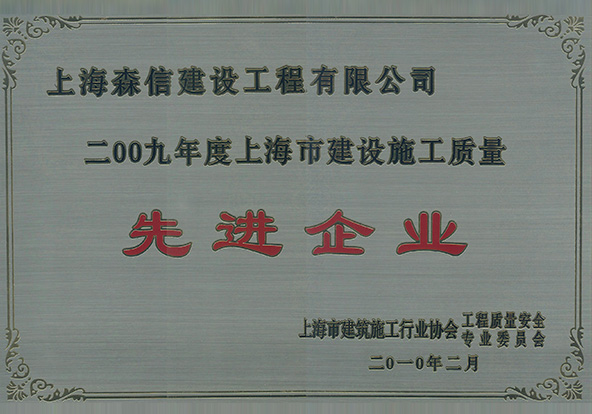 上海森信建设工程有限公司
二00九年度上海市建设施工质量
先进企业
上海市建筑施工行业协会 工程质量安全
专业委员会
二0一0年二月